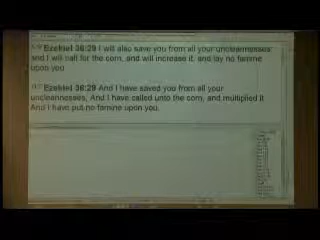 Ezekiel 36:29 I will also save you from all your uncleannesses:
and I will call for the corn, and will increase it, and lay no famine
upon you
Ezekiel 36:29 And I have saved you from all your
uncleannesses, And I have called unto the corn, and multiplied it
And I have put no famine upon you.